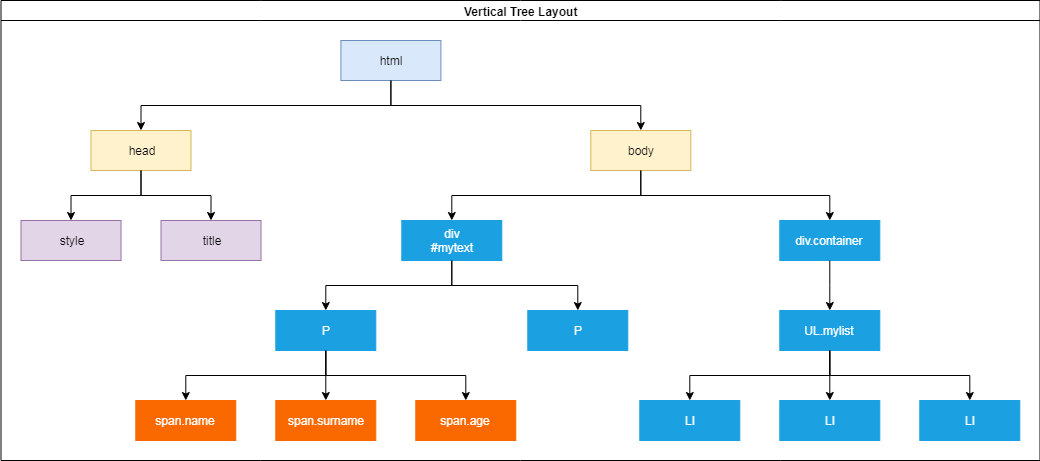 Vertical Tree Layout
html
head
body
style
title
div
#mytext
div.container
P
P
UL.mylist
span.name
span.surname
span.age
LI
LI
LI